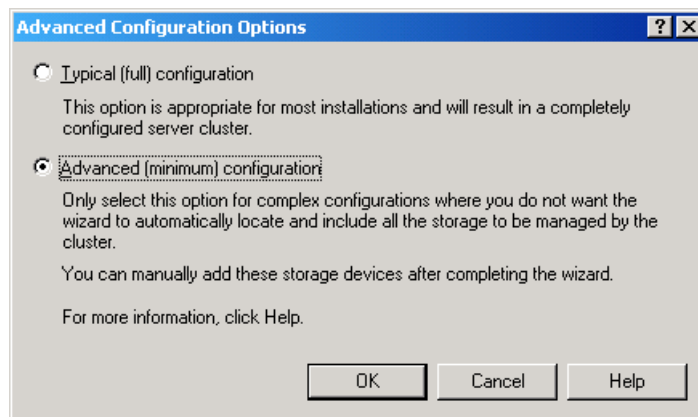 Advanced Configuration Options
Typical (full) configuration
This option is appropriate for most installations and will result in a completely
configured server cluster.
Advanced (minimum) configuration
Only select this option for complex configurations where you do not want the
wizard to automatically locate and include all the storage to be managed by the
cluster.
You can manually add these storage devices after completing the wizard.
For more information, click Help.
OK Cancel Help